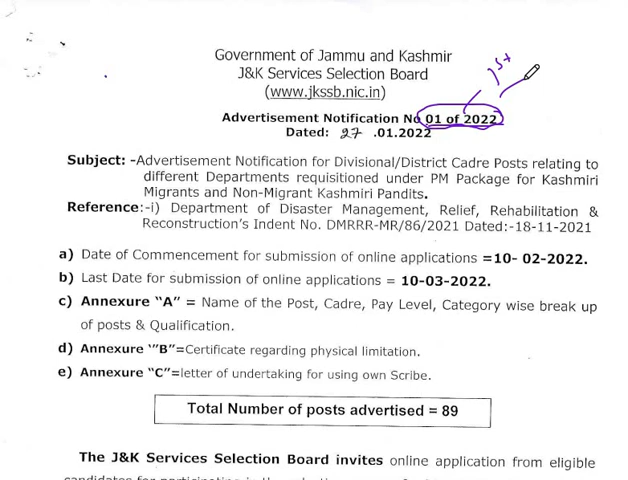 Government of Jammu and Kashmir
J&K Services Selection Board
(www.jkssb.nic.in)
1st
Advertisement Notification No 01 of 2022
Dated: 27 .01.2022
Subject: -Advertisement Notification for Divisional/District Cadre Posts relating to
different Departments requisitioned under PM Package for Kashmiri
Migrants and Non-Migrant Kashmiri Pandits.
Reference:-i) Department of Disaster Management, Relief, Rehabilitation &
Reconstruction's Indent No. DMRRR-MR/86/2021 Dated:-18-11-2021
a) Date of Commencement for submission of online applications =10- 02-2022.
b) Last Date for submission of online applications = 10-03-2022.
c) Annexure "A" = Name of the Post, Cadre, Pay Level, Category wise break up
of posts & Qualification.
d) Annexure '"B"=Certificate regarding physical limitation.
e) Annexure "C"=letter of undertaking for using own Scribe.
Total Number of posts advertised = 89
The J&K Services Selection Board invites online application from eligible